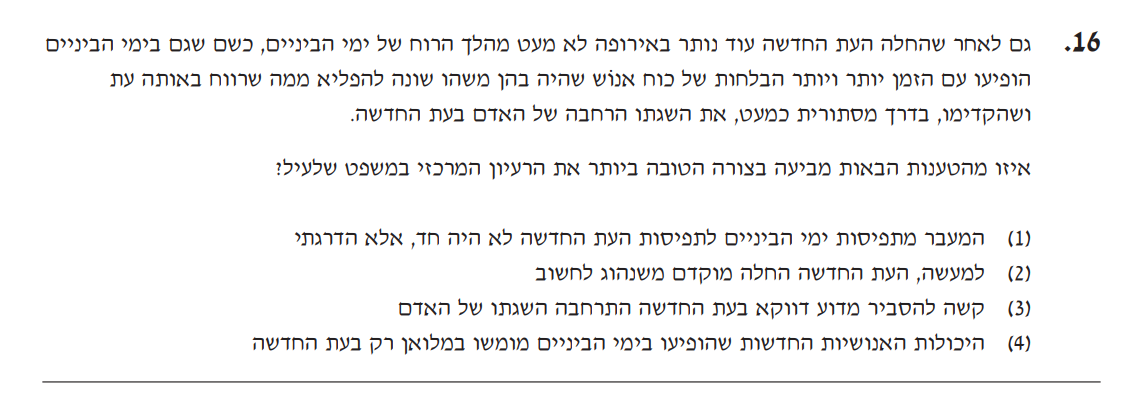 16. גם לאחר שהחלה העת החדשה עוד נותר באירופה לא מעט מהלך הרוח של ימי הביניים, כשם שגם בימי הביניים
הופיעו עם הזמן יותר ויותר הבלחות של כוח אנוֹש שהיה בהן משהו שונה להפליא ממה שרווח באותה עת
ושהקדימו, בדרך מסתורית כמעט, את השגתו הרחבה של האדם בעת החדשה.
איזו מהטענות הבאות מביעה בצורה הטובה ביותר את הרעיון המרכזי במשפט שלעיל?
(1) המעבר מתפיסות ימי הביניים לתפיסות העת החדשה לא היה חד, אלא הדרגתי
(2) למעשה, העת החדשה החלה מוקדם משנהוג לחשוב
(3) קשה להסביר מדוע דווקא בעת החדשה התרחבה השגתו של האדם
(4) היכולות האנושיות החדשות שהופיעו בימי הביניים מומשו במלואן רק בעת החדשה